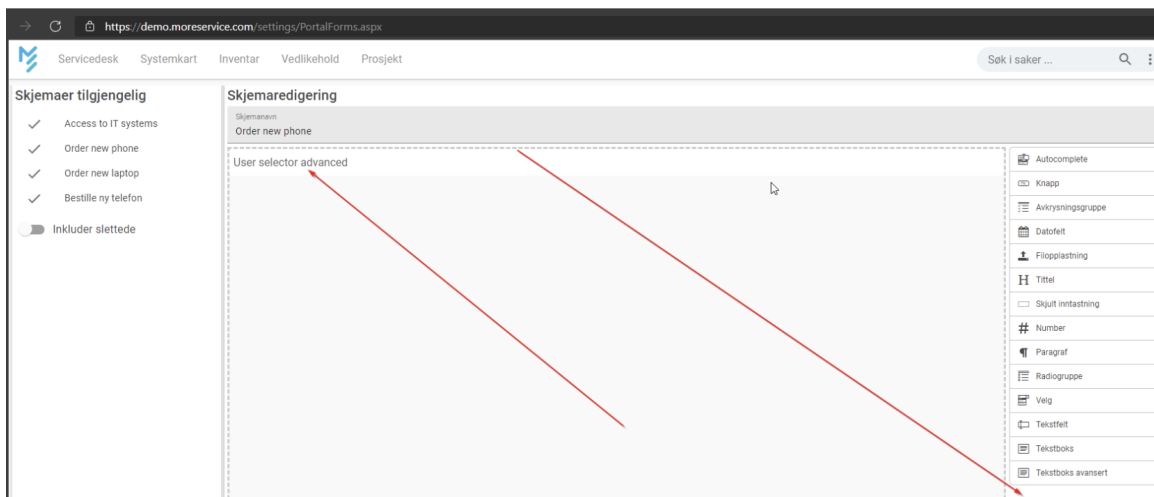 https://demo.moreservice.com/settings/PortalForms.aspx
Servicedesk Systemkart Inventar Vedlikehold Prosjekt
Søk i saker ...
Skjemaer tilgjengelig
Access to IT systems
Order new phone
Order new laptop
Bestille ny telefon
Inkluder slettede
Skjemaredigering
Skjemanavn
Order new phone
User selector advanced
Autocomplete
Knapp
Avkrysningsgruppe
Datofelt
Filopplastning
Tittel
Skjult inntastning
Number
Paragraf
Radiogruppe
Velg
Tekstfelt
Tekstboks
Tekstboks avansert